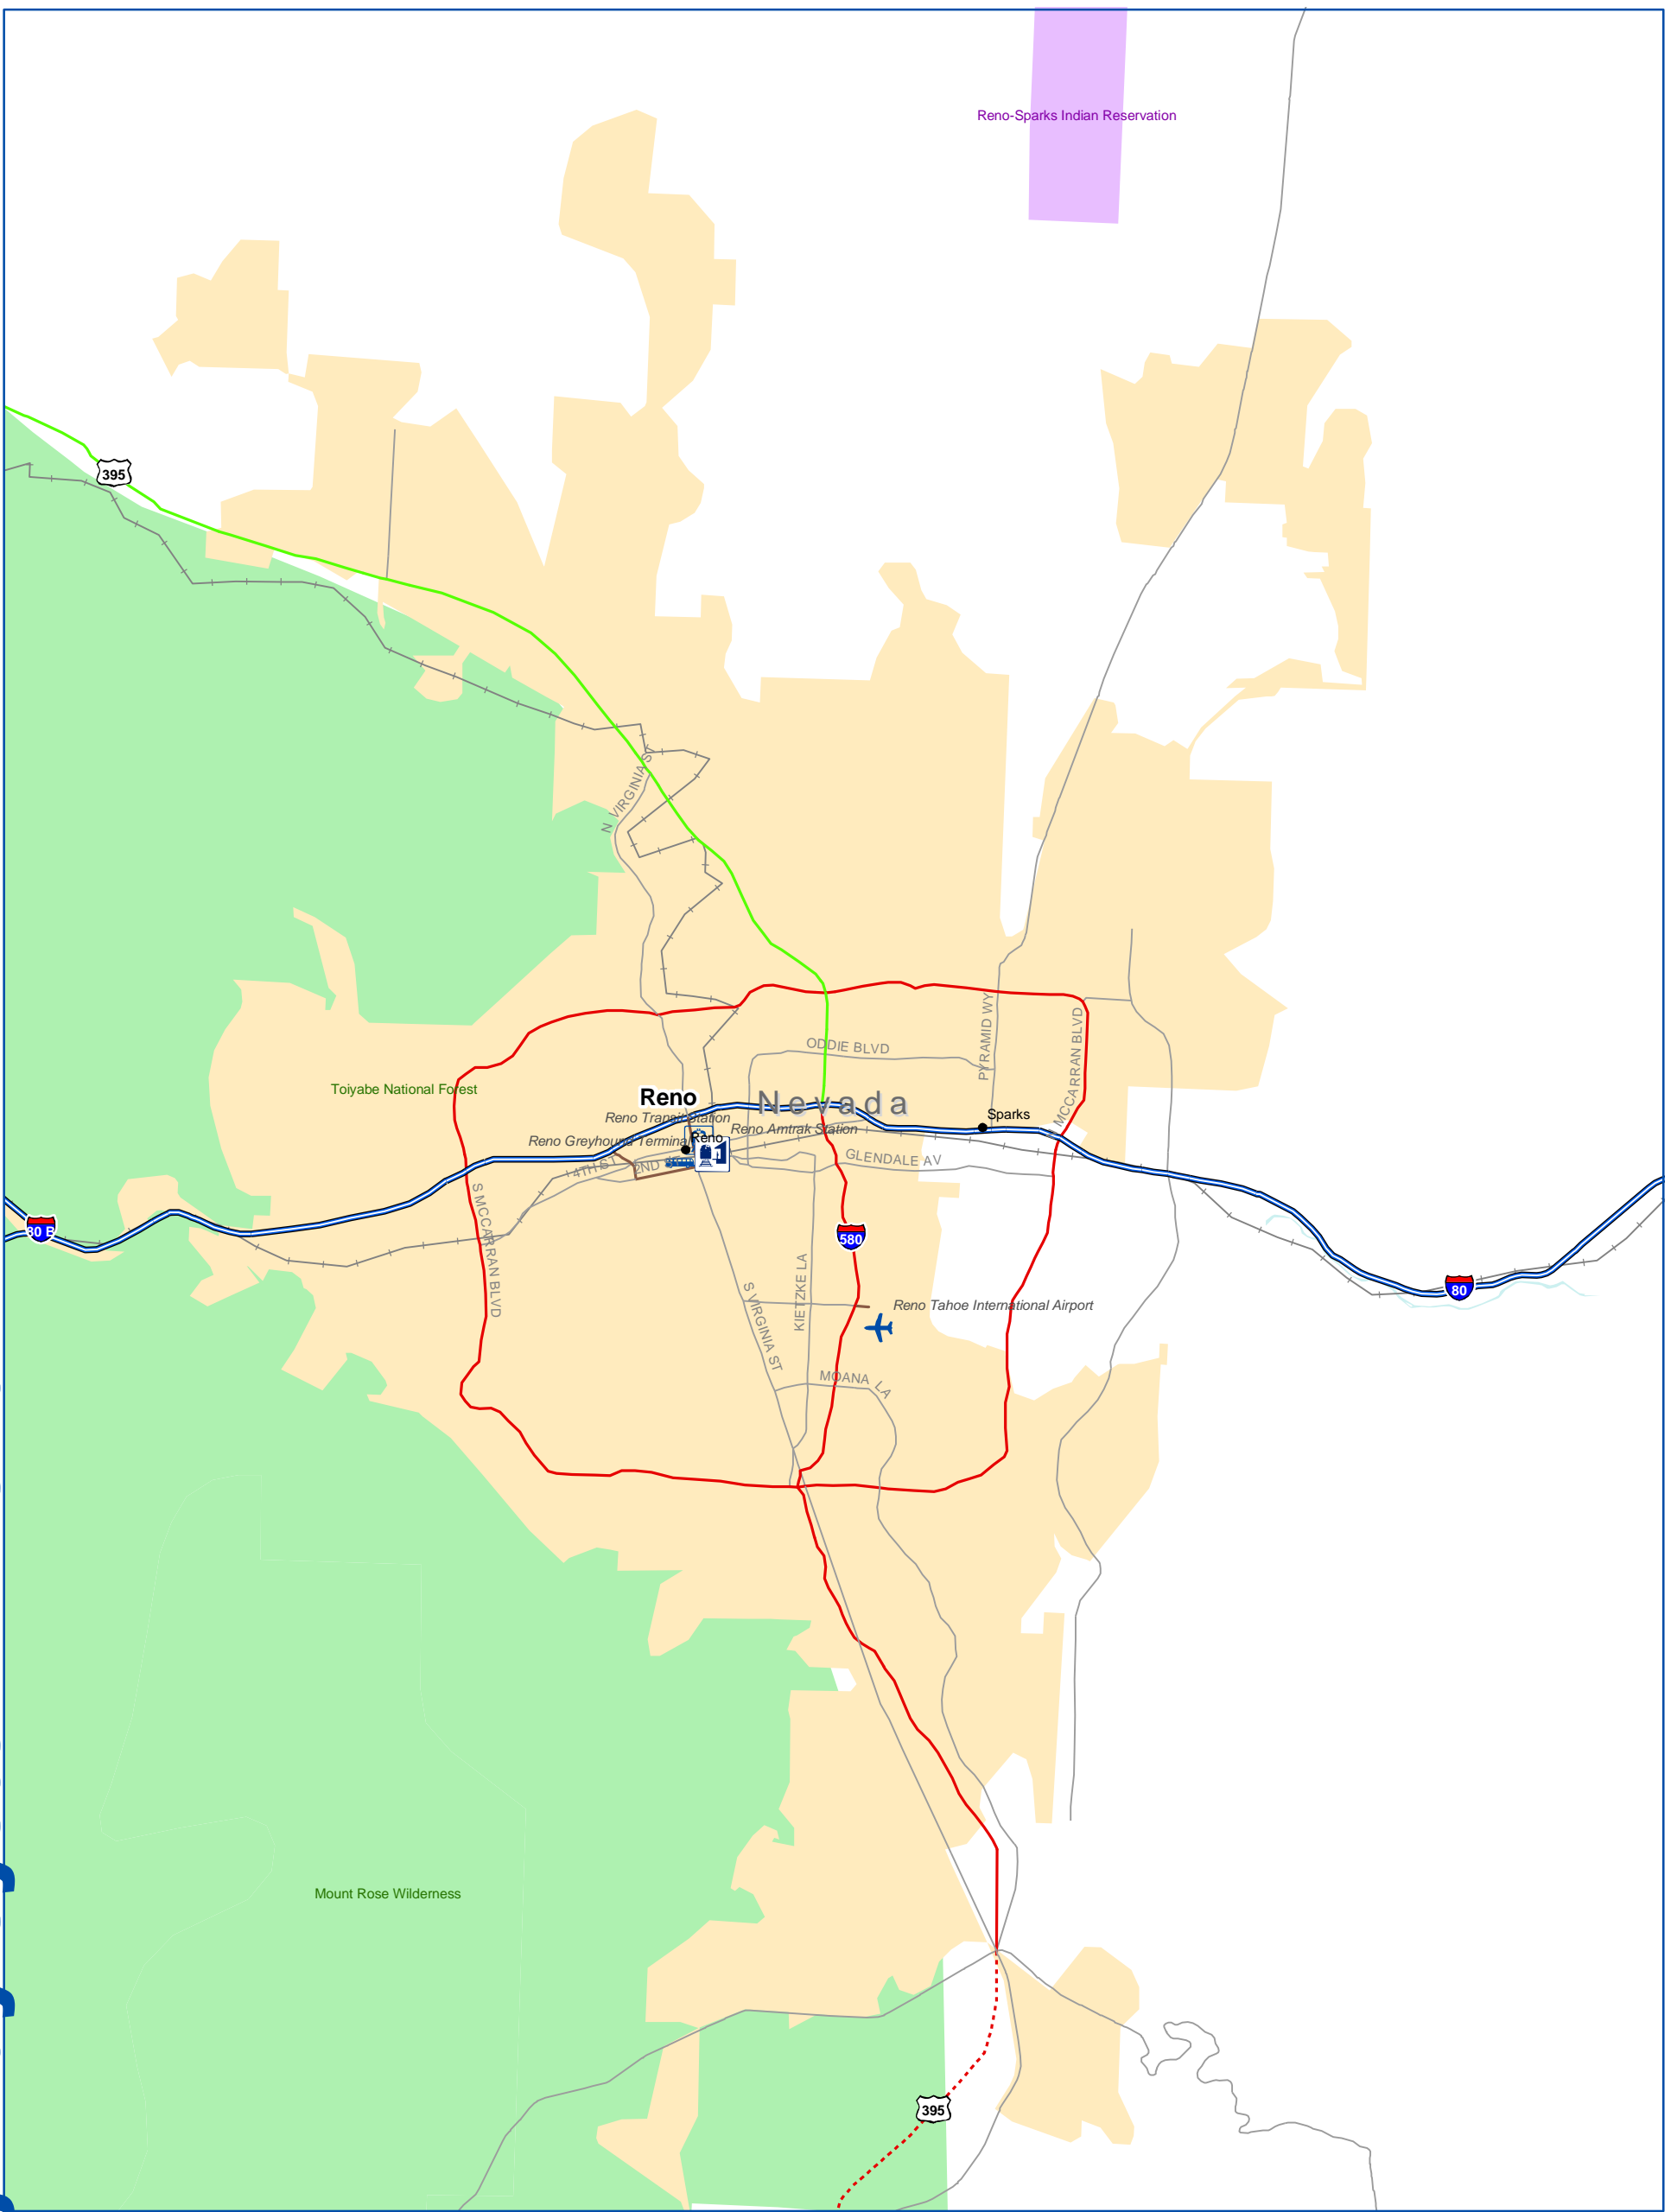 Reno-Sparks Indian Reservation
395
N VIRGINIA ST
ODDIE BLVD
PYRAMID WY
MCCARRAN BLVD
Toiyabe National Forest
Reno
Nevada
Sparks
Reno Transit Station
Reno Amtrak Station
Reno Greyhound Terminal
Reno
4TH ST
2ND
GLENDALE AV
S MCCARRAN BLVD
80 B
580
KIETZKE LA
80
S VIRGINIA ST
Reno Tahoe International Airport
MOANA LA
Mount Rose Wilderness
395